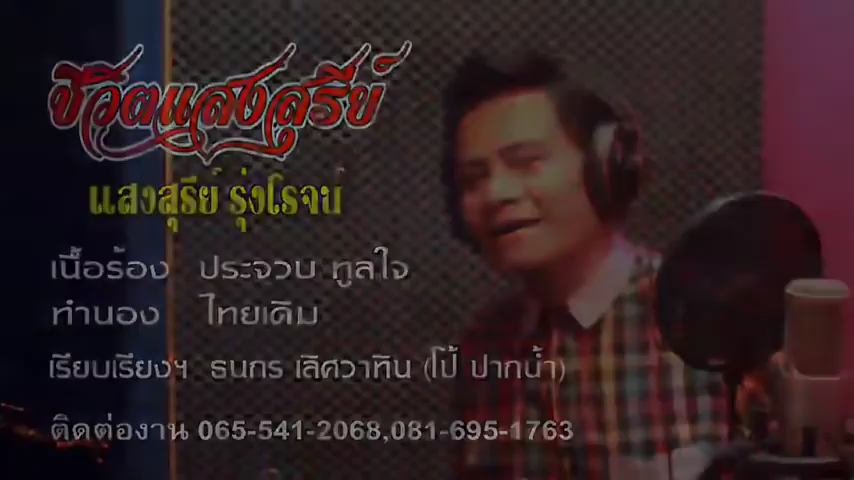 ชีวิตแสงสุรีย์
แสงสุรีย์ รุ่งโรจน์
เนื้อร้อง ประจวบ ทูลใจ
ทำนอง ไทยเดิม
เรียบเรียงฯ ธนกร เลิศวาทิน (โป้ ปากน้ำ)
ติดต่องาน 065-541-2068,081-695-1763